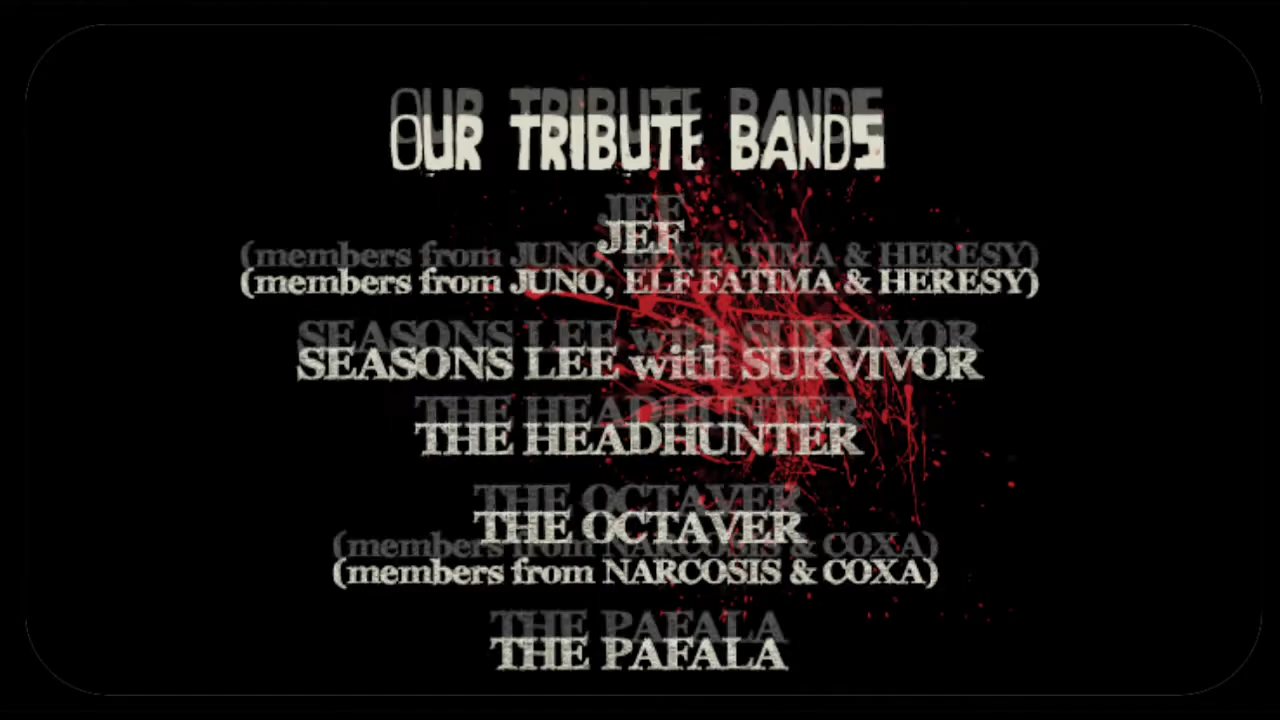 OUR TRIBUTE BANDS
JEF
(members from JUNO, ELF FATIMA & HERESY)
SEASONS LEE with SURVIVOR
THE HEADHUNTER
THE OCTAVER
(members from NARCOSIS & COXA)
THE PAFALA